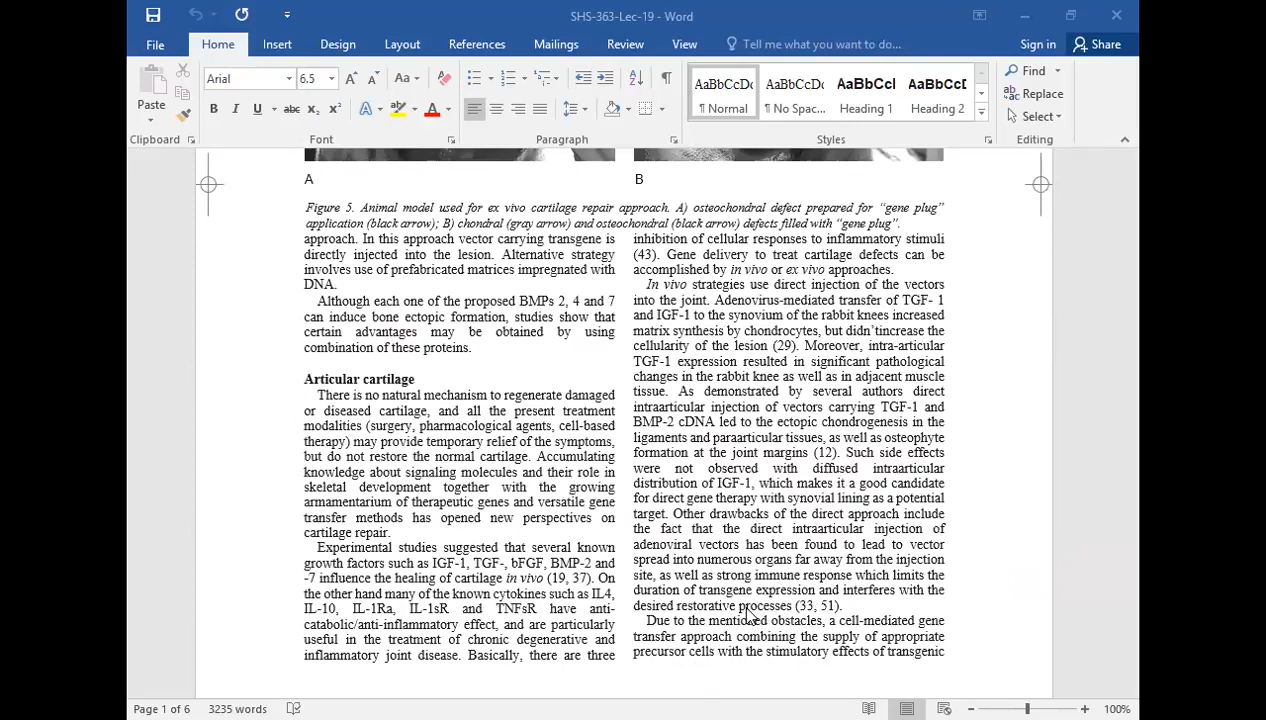 SHS-363-Lec-19 - Word
File
Home
Insert
Design
Layout
References
Mailings
Review
View
Tell me what you want to do...
Sign in
Share
Paste
Clipboard
Arial
6.5
Aa
B I U abc x₂ x²
A
Font
Paragraph
AaBbCcDc
¶ Normal
AaBbCcDc
¶ No Spac...
AaBbCcI
Heading 1
AaBbCcD
Heading 2
Styles
Find
Replace
Select
Editing
A
B
Figure 5. Animal model used for ex vivo cartilage repair approach. A) osteochondral defect prepared for “gene plug”
application (black arrow); B) chondral (gray arrow) and osteochondral (black arrow) defects filled with “gene plug”.
approach. In this approach vector carrying transgene is
directly injected into the lesion. Alternative strategy
involves use of prefabricated matrices impregnated with
DNA.
Although each one of the proposed BMPs 2, 4 and 7
can induce bone ectopic formation, studies show that
certain advantages may be obtained by using
combination of these proteins.
Articular cartilage
There is no natural mechanism to regenerate damaged
or diseased cartilage, and all the present treatment
modalities (surgery, pharmacological agents, cell-based
therapy) may provide temporary relief of the symptoms,
but do not restore the normal cartilage. Accumulating
knowledge about signaling molecules and their role in
skeletal development together with the growing
armamentarium of therapeutic genes and versatile gene
transfer methods has opened new perspectives on
cartilage repair.
Experimental studies suggested that several known
growth factors such as IGF-1, TGF-, bFGF, BMP-2 and
-7 influence the healing of cartilage in vivo (19, 37). On
the other hand many of the known cytokines such as IL4,
IL-10, IL-1Ra, IL-1sR and TNFsR have anti-
catabolic/anti-inflammatory effect, and are particularly
useful in the treatment of chronic degenerative and
inflammatory joint disease. Basically, there are three
inhibition of cellular responses to inflammatory stimuli
(43). Gene delivery to treat cartilage defects can be
accomplished by in vivo or ex vivo approaches.
In vivo strategies use direct injection of the vectors
into the joint. Adenovirus-mediated transfer of TGF- 1
and IGF-1 to the synovium of the rabbit knees increased
matrix synthesis by chondrocytes, but didn’tincrease the
cellularity of the lesion (29). Moreover, intra-articular
TGF-1 expression resulted in significant pathological
changes in the rabbit knee as well as in adjacent muscle
tissue. As demonstrated by several authors direct
intraarticular injection of vectors carrying TGF-1 and
BMP-2 cDNA led to the ectopic chondrogenesis in the
ligaments and paraarticular tissues, as well as osteophyte
formation at the joint margins (12). Such side effects
were not observed with diffused intraarticular
distribution of IGF-1, which makes it a good candidate
for direct gene therapy with synovial lining as a potential
target. Other drawbacks of the direct approach include
the fact that the direct intraarticular injection of
adenoviral vectors has been found to lead to vector
spread into numerous organs far away from the injection
site, as well as strong immune response which limits the
duration of transgene expression and interferes with the
desired restorative processes (33, 51).
Due to the mentioned obstacles, a cell-mediated gene
transfer approach combining the supply of appropriate
precursor cells with the stimulatory effects of transgenic
Page 1 of 6
3235 words
100%